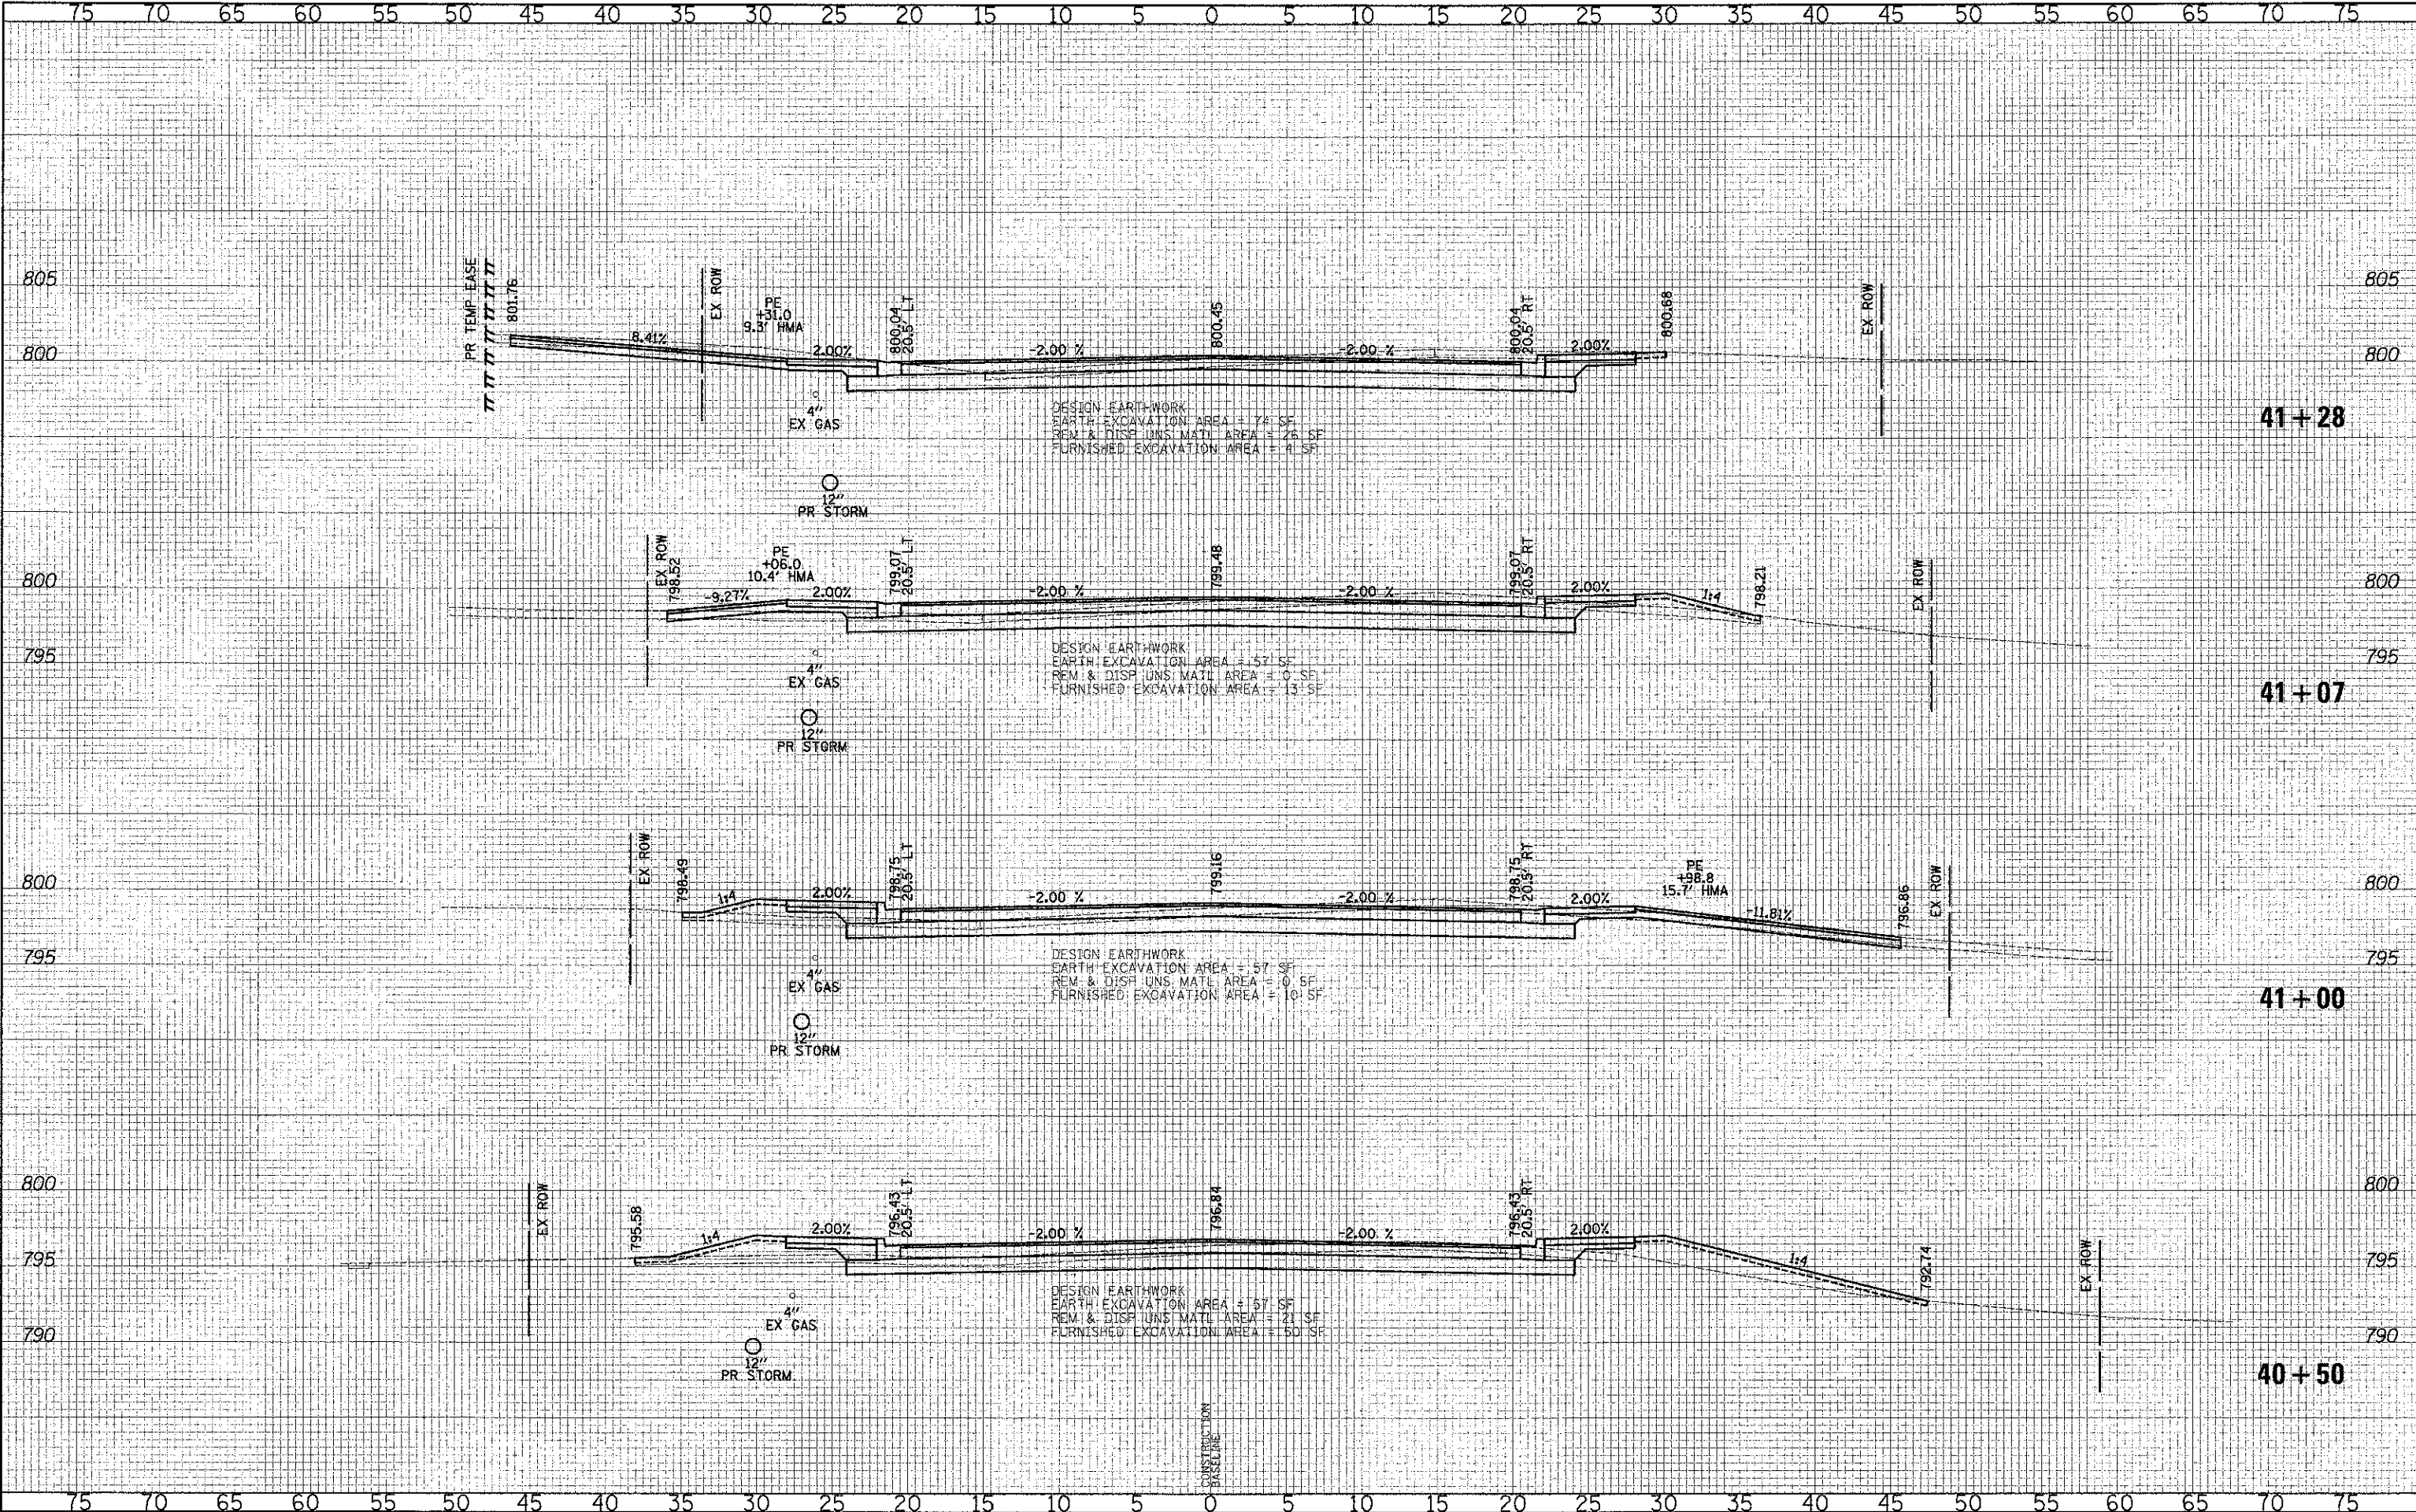 75 70 65 60 55 50 45 40 35 30 25 20 15 10 5 0 5 10 15 20 25 30 35 40 45 50 55 60 65 70 75
805
800
PR TEMP EASE
77 77 77 77 77 77 77
801.76
8.41%
EX ROW
PE
+31.0
9.3' HMA
2.00%
800.04
20.5' LT
-2.00 %
800.45
-2.00 %
800.04
20.5' RT
2.00%
800.68
EX ROW
805
800
4"
EX GAS
DESIGN EARTHWORK
EARTH EXCAVATION AREA = 74 SF
REM & DISP UNS MATL AREA = 26 SF
FURNISHED EXCAVATION AREA = 4 SF
41+28
12"
PR STORM
800
795
EX ROW
798.52
-9.27%
PE
+06.0
10.4' HMA
2.00%
799.07
20.5' LT
-2.00 %
799.48
-2.00 %
799.07
20.5' RT
2.00%
1:4
798.21
EX ROW
800
795
4"
EX GAS
DESIGN EARTHWORK
EARTH EXCAVATION AREA = 57 SF
REM & DISP UNS MATL AREA = 0 SF
FURNISHED EXCAVATION AREA = 13 SF
41+07
12"
PR STORM
800
795
EX ROW
798.49
1:4
2.00%
798.75
20.5' LT
-2.00 %
799.16
-2.00 %
798.75
20.5' RT
2.00%
PE
+98.8
15.7' HMA
-11.81%
796.86
EX ROW
800
795
4"
EX GAS
DESIGN EARTHWORK
EARTH EXCAVATION AREA = 57 SF
REM & DISP UNS MATL AREA = 0 SF
FURNISHED EXCAVATION AREA = 10 SF
41+00
12"
PR STORM
800
795
790
EX ROW
795.58
1:4
2.00%
796.43
20.5' LT
-2.00 %
796.84
-2.00 %
796.43
20.5' RT
2.00%
1:4
792.74
EX ROW
800
795
790
4"
EX GAS
DESIGN EARTHWORK
EARTH EXCAVATION AREA = 57 SF
REM & DISP UNS MATL AREA = 21 SF
FURNISHED EXCAVATION AREA = 50 SF
40+50
12"
PR STORM
CONSTRUCTION
BASELINE
75 70 65 60 55 50 45 40 35 30 25 20 15 10 5 0 5 10 15 20 25 30 35 40 45 50 55 60 65 70 75